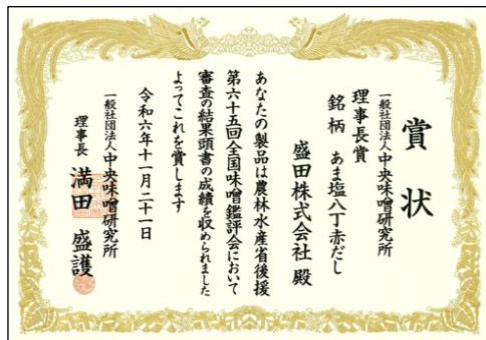 賞状
一般社団法人中央味噌研究所
理事長賞
銘柄 あま塩八丁赤だし
盛田株式会社 殿
あなたの製品は農林水産省後援
第六十五回全国味噌鑑評会において
審査の結果頭書の成績を収められました
よってこれを賞します
令和六年十一月二十一日
一般社団法人中央味噌研究所
理事長 満田盛護